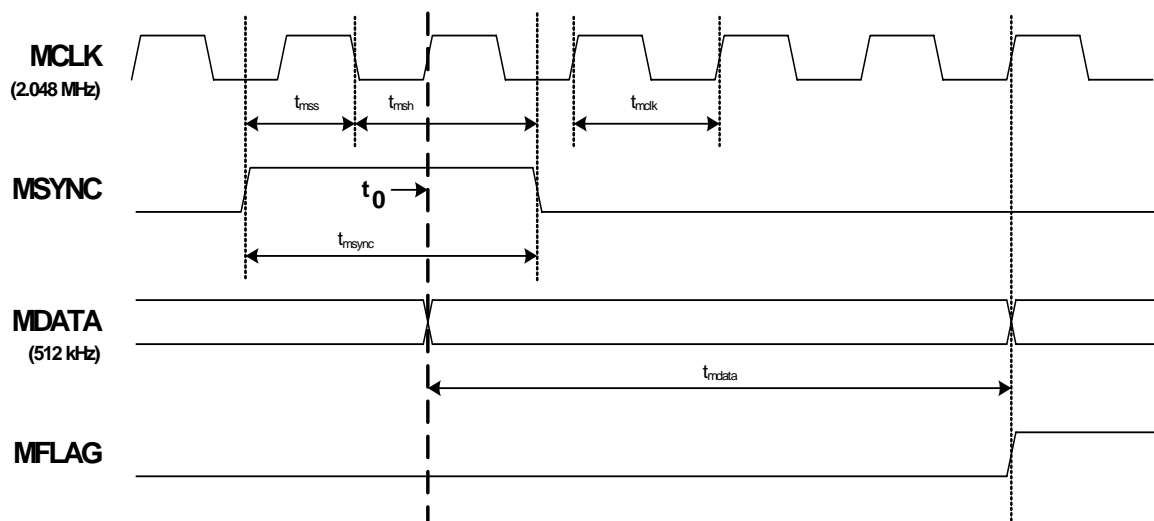 MCLK
(2.048 MHz)
tmss
tmsh
tmclk
MSYNC
t0
tmsync
MDATA
(512 kHz)
tmdata
MFLAG